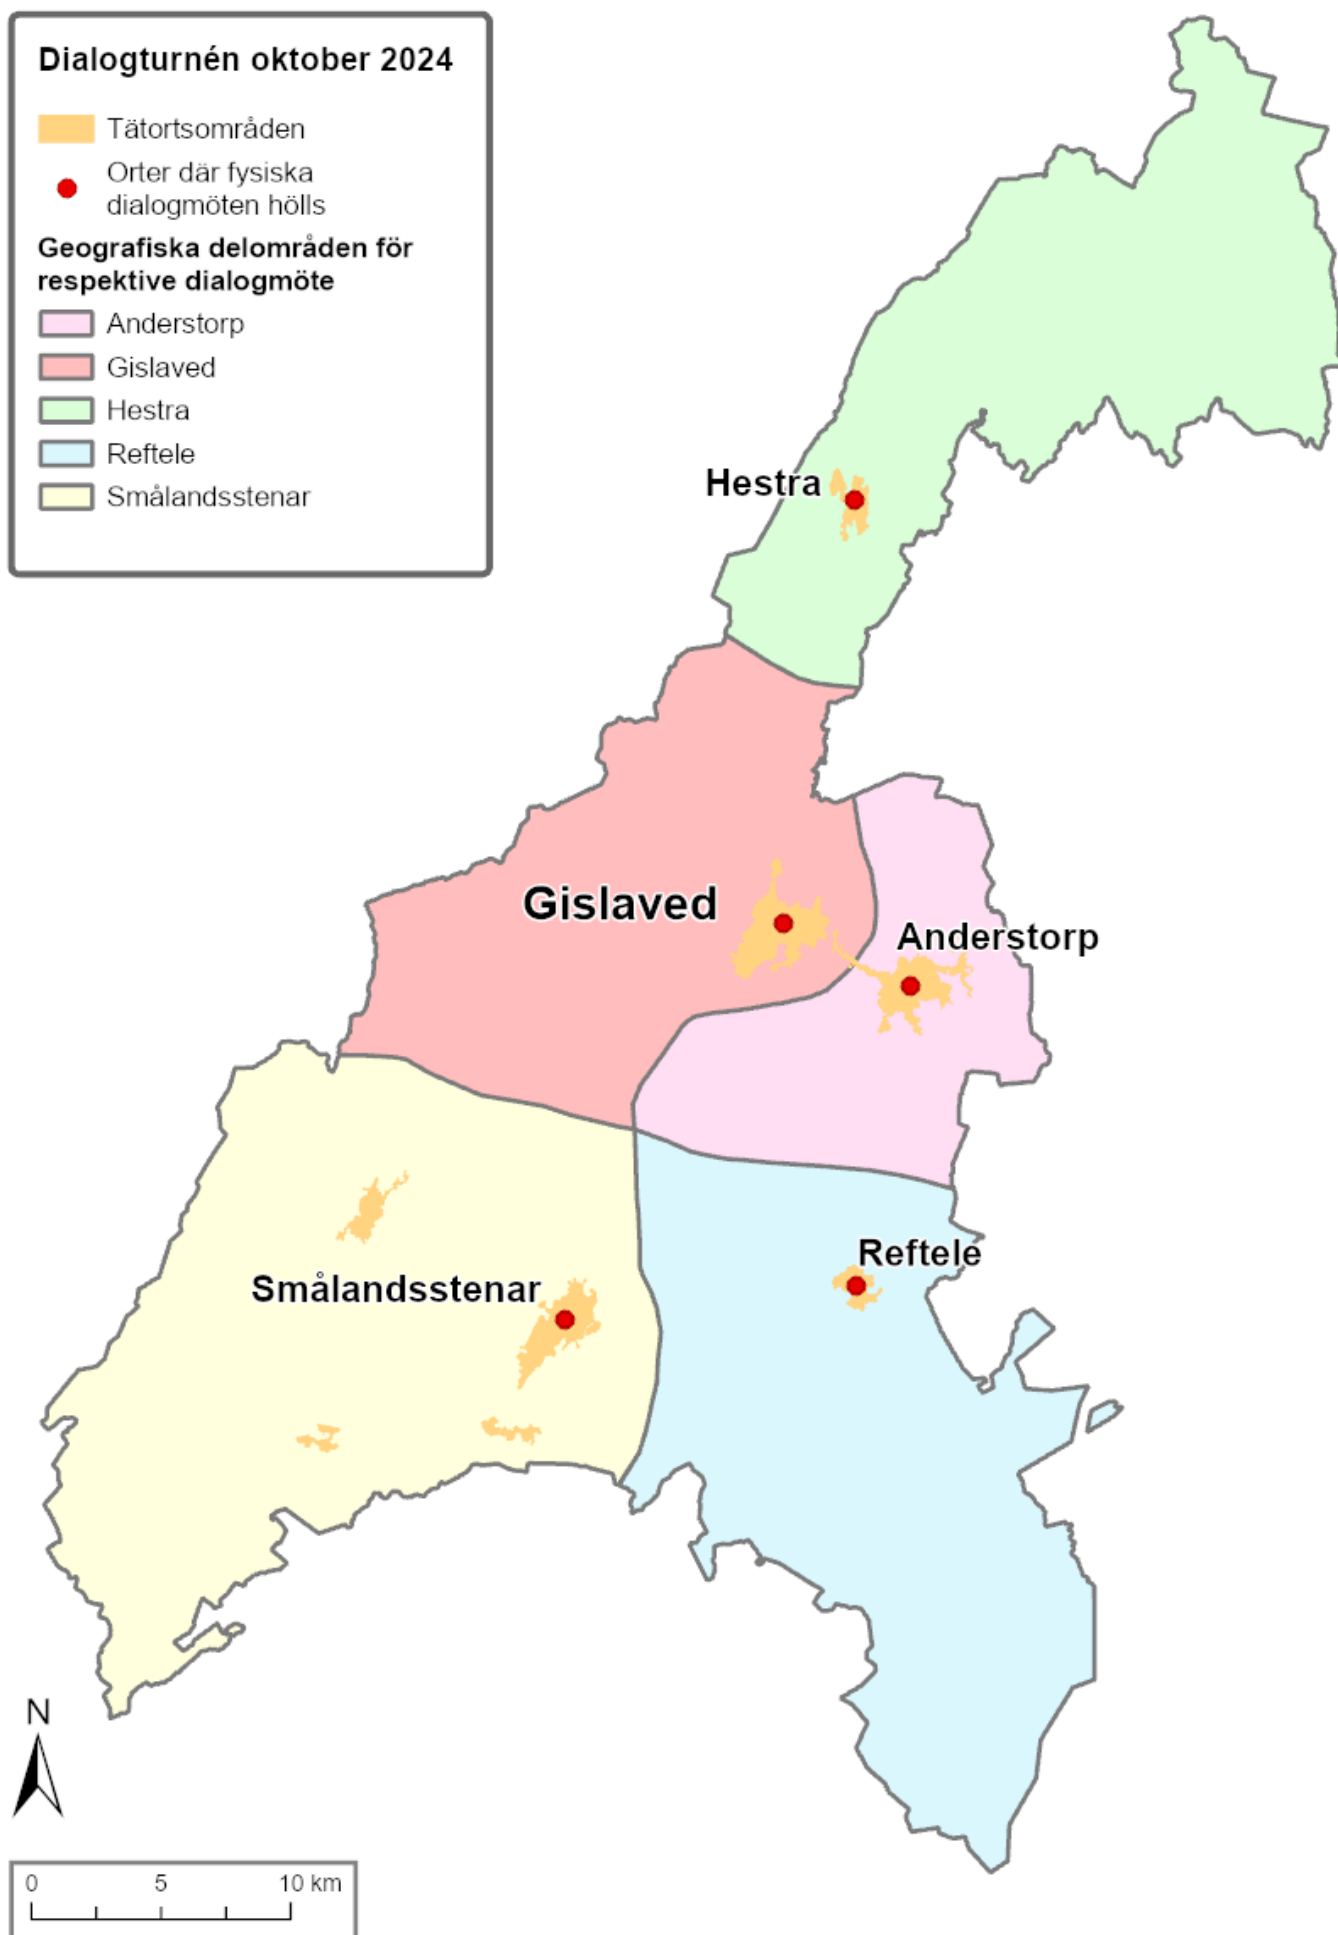 Dialogturnén oktober 2024
Tätortsområden
Orter där fysiska
dialogmöten hölls
Geografiska delområden för
respektive dialogmöte
Anderstorp
Gislaved
Hestra
Reftele
Smålandsstenar
Hestra
Gislaved
Anderstorp
Reftele
Smålandsstenar
N
0 5 10 km